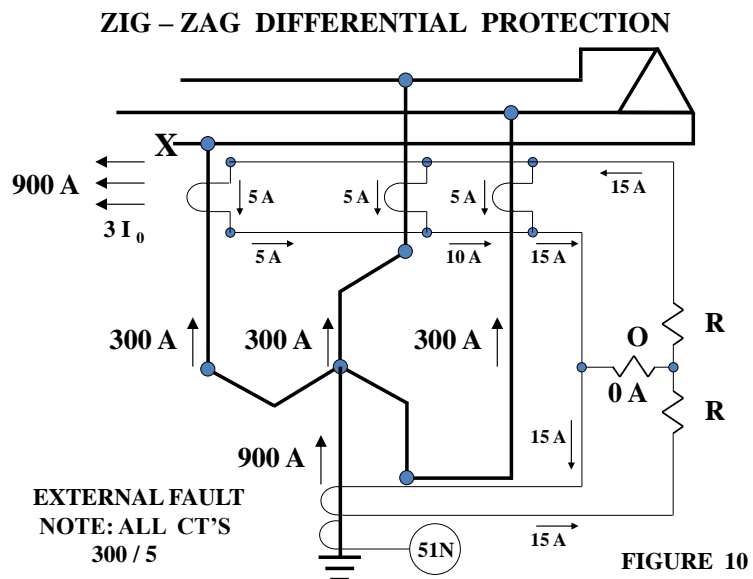 ZIG – ZAG DIFFERENTIAL PROTECTION
X
900 A
3 I 0
5 A
5 A
5 A
15 A
5 A
10 A
15 A
300 A
300 A
300 A
O
0 A
R
R
15 A
900 A
15 A
51N
EXTERNAL FAULT
NOTE: ALL CT'S
300 / 5
FIGURE 10